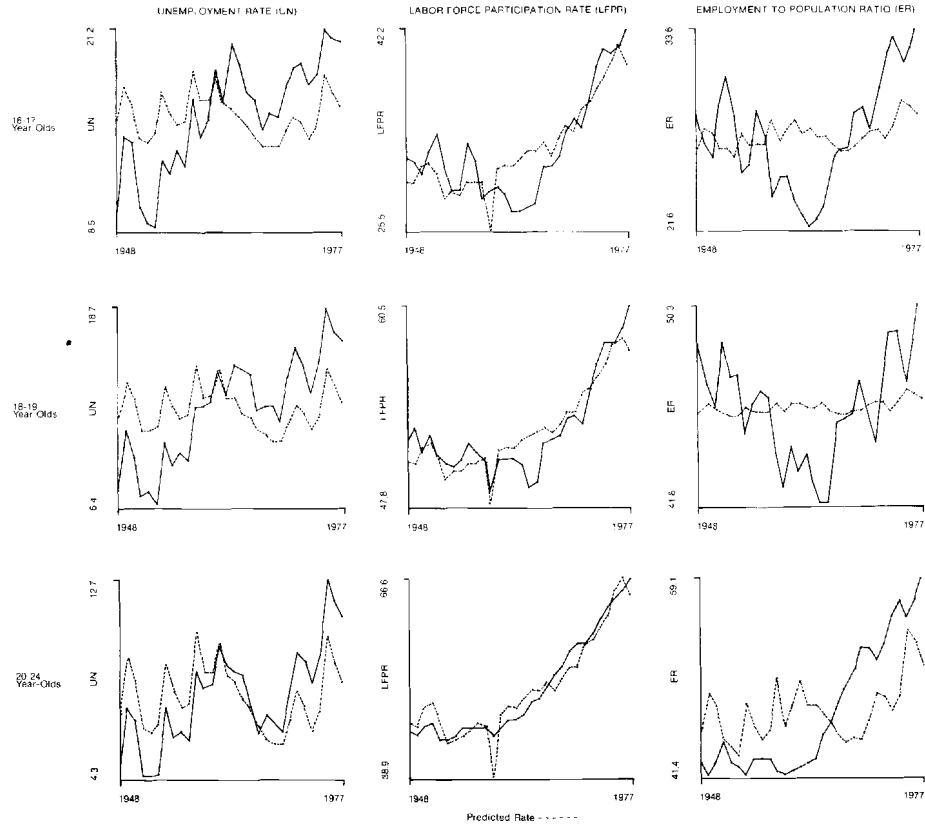 UNEMPLOYMENT RATE (UN)
LABOR FORCE PARTICIPATION RATE (LFPR)
EMPLOYMENT TO POPULATION RATIO (ER)
16-17
Year Olds
21.2
UN
8.5
1948
1977
42.2
LFPR
25.5
1948
1977
33.6
ER
21.6
1948
1977
18-19
Year Olds
18.7
UN
6.4
1948
1977
60.5
LFPR
47.8
1948
1977
50.3
ER
41.8
1948
1977
20-24
Year-Olds
12.7
UN
4.3
1948
1977
66.6
LFPR
38.9
1948
1977
59.1
ER
41.4
1948
1977
Predicted Rate -------